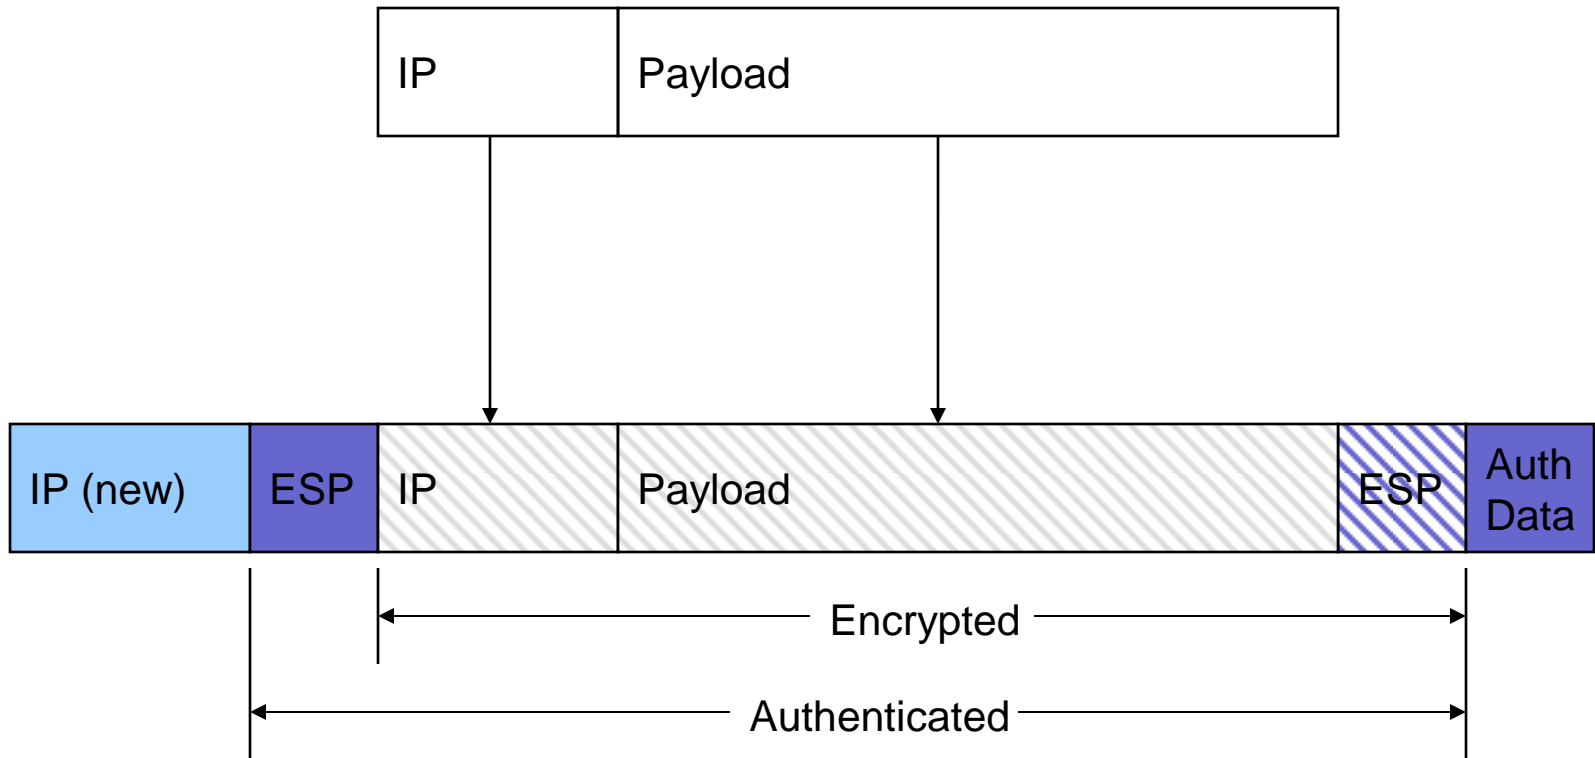 IP
Payload
IP (new)
ESP
IP
Payload
ESP
Auth
Data
Encrypted
Authenticated